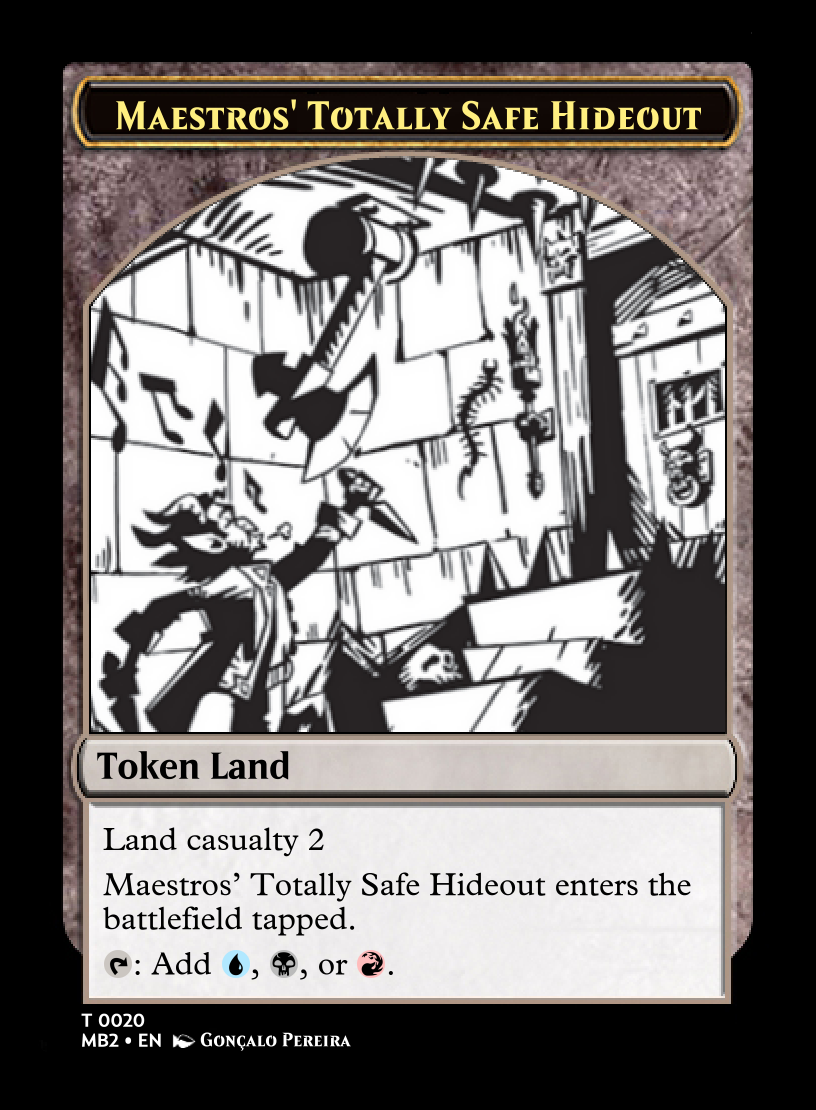 Maestros' Totally Safe Hideout
Token Land
Land casualty 2
Maestros’ Totally Safe Hideout enters the
battlefield tapped.
: Add , , or .
T 0020
MB2 • EN Gonçalo Pereira